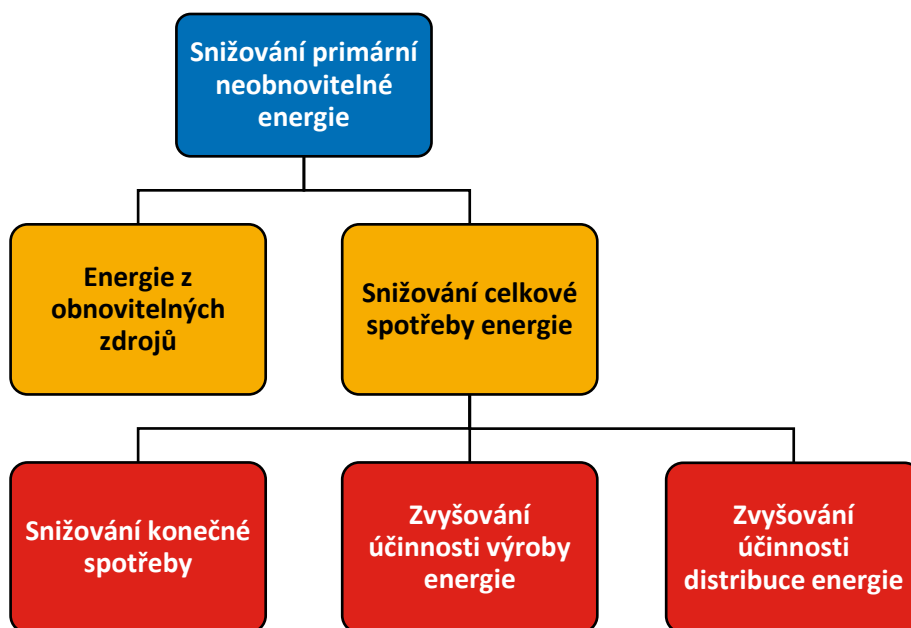 Snižování primární
neobnovitelné
energie
Energie z
obnovitelných
zdrojů
Snižování celkové
spotřeby energie
Snižování konečné
spotřeby
Zvyšování
účinnosti výroby
energie
Zvyšování
účinnosti
distribuce energie